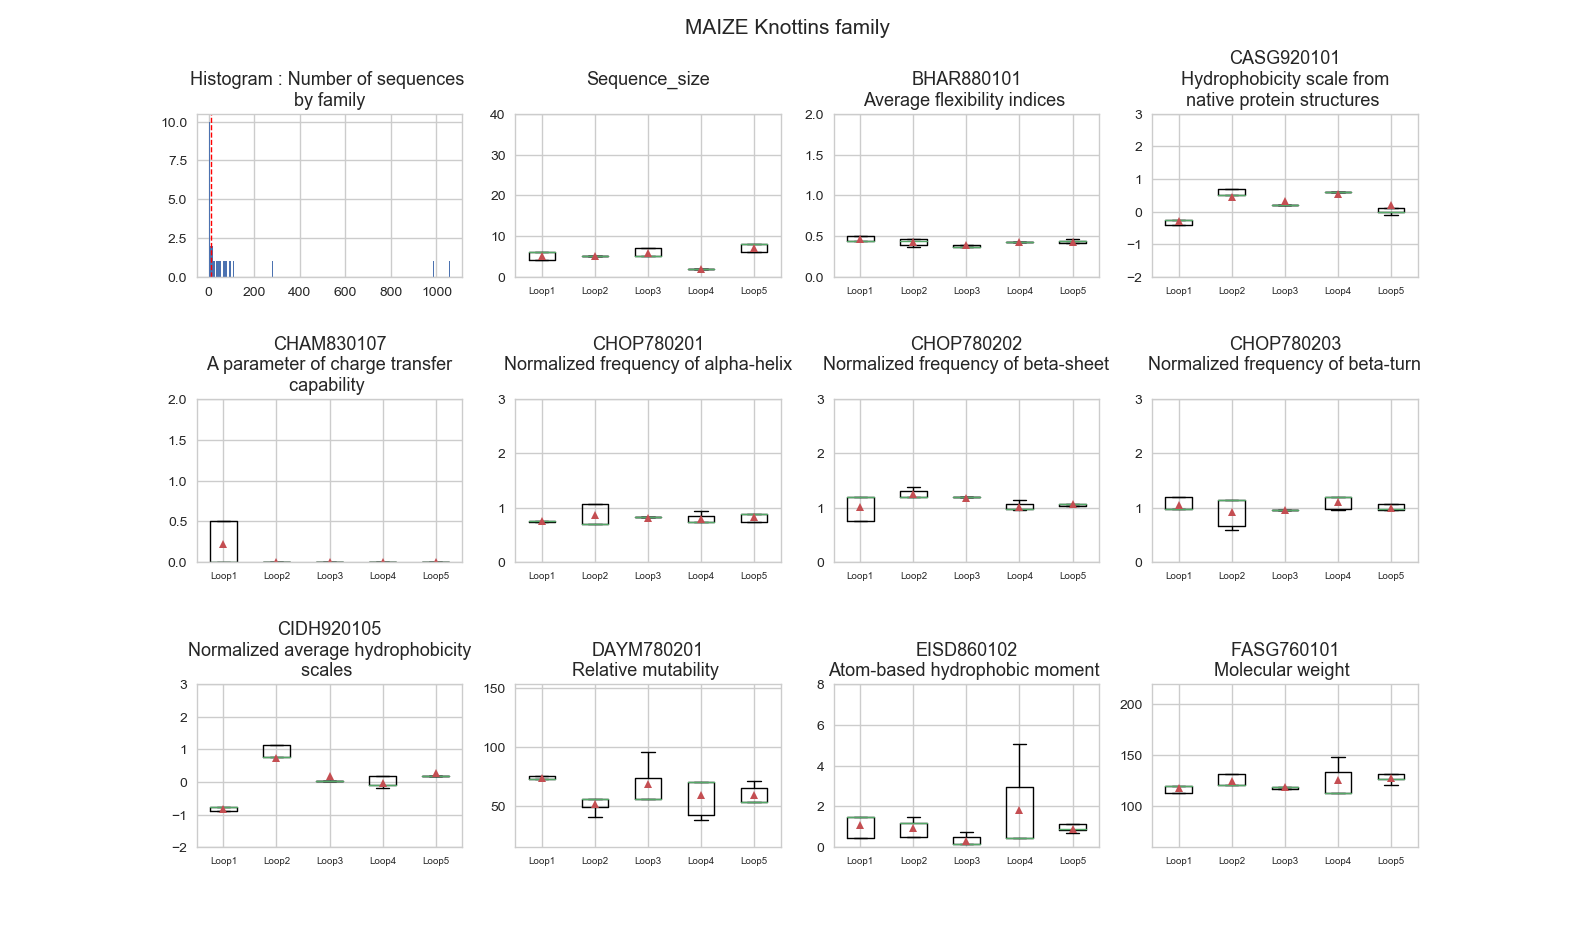 MAIZE Knottins family
Histogram : Number of sequences
by family
10.0
7.5
5.0
2.5
0.0
0 200 400 600 800 1000
Sequence_size
40
30
20
10
0
Loop1 Loop2 Loop3 Loop4 Loop5
BHAR880101
Average flexibility indices
2.0
1.5
1.0
0.5
0.0
Loop1 Loop2 Loop3 Loop4 Loop5
CASG920101
Hydrophobicity scale from
native protein structures
3
2
1
0
−1
−2
Loop1 Loop2 Loop3 Loop4 Loop5
CHAM830107
A parameter of charge transfer
capability
2.0
1.5
1.0
0.5
0.0
Loop1 Loop2 Loop3 Loop4 Loop5
CHOP780201
Normalized frequency of alpha-helix
3
2
1
0
Loop1 Loop2 Loop3 Loop4 Loop5
CHOP780202
Normalized frequency of beta-sheet
3
2
1
0
Loop1 Loop2 Loop3 Loop4 Loop5
CHOP780203
Normalized frequency of beta-turn
3
2
1
0
Loop1 Loop2 Loop3 Loop4 Loop5
CIDH920105
Normalized average hydrophobicity
scales
3
2
1
0
−1
−2
Loop1 Loop2 Loop3 Loop4 Loop5
DAYM780201
Relative mutability
150
100
50
Loop1 Loop2 Loop3 Loop4 Loop5
EISD860102
Atom-based hydrophobic moment
8
6
4
2
0
Loop1 Loop2 Loop3 Loop4 Loop5
FASG760101
Molecular weight
200
150
100
Loop1 Loop2 Loop3 Loop4 Loop5